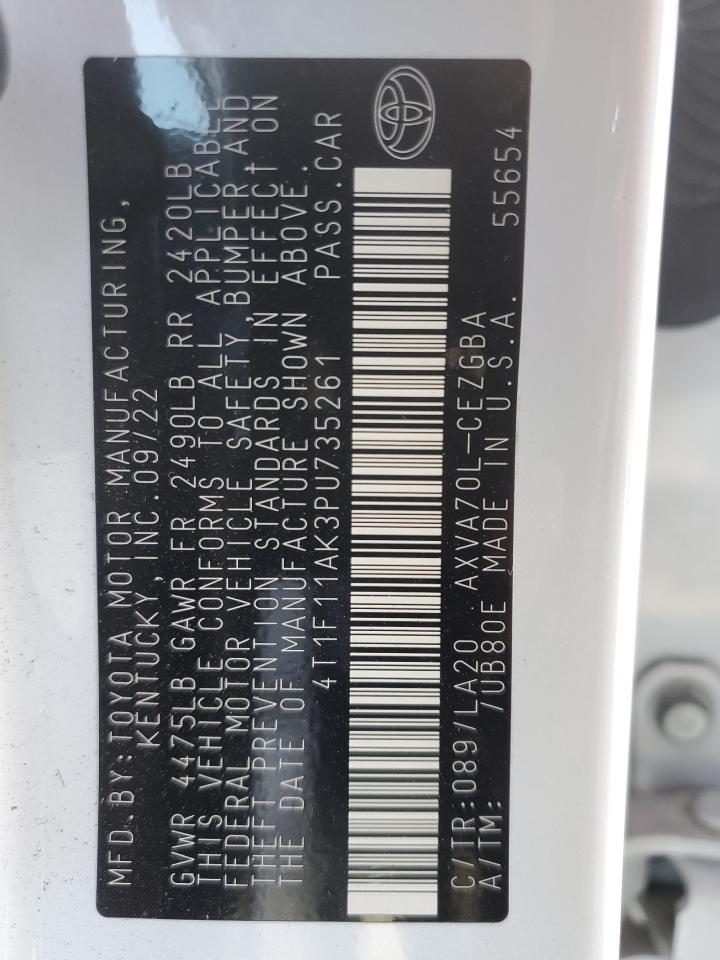 MFD.BY:TOYOTA MOTOR MANUFACTURING,
KENTUCKY, INC.09/22
GVWR 4475LB GAWR FR 2490LB RR 2420LB
THIS VEHICLE CONFORMS TO ALL APPLICABLE
FEDERAL MOTOR VEHICLE SAFETY,BUMPER,AND
THEFT PREVENTION STANDARDS IN EFFECT ON
THE DATE OF MANUFACTURE SHOWN ABOVE.
4T1F11AK3PU735261 PASS.CAR
C/TR:089/LA20 AXVA70L-CEZGBA
A/TM: /UB80E MADE IN U.S.A. 55654